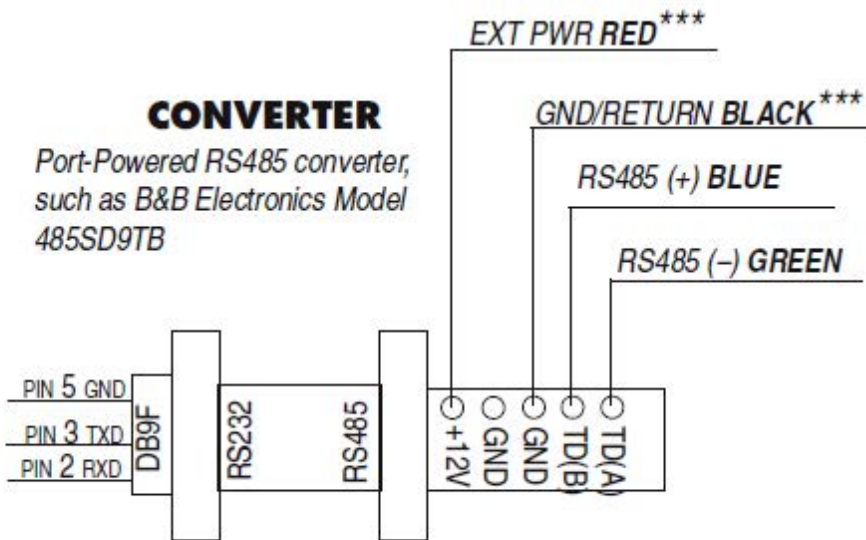 EXT PWR RED***
CONVERTER
GND/RETURN BLACK***
Port-Powered RS485 converter,
such as B&B Electronics Model
485SD9TB
RS485 (+) BLUE
RS485 (–) GREEN
PIN 5 GND
PIN 3 TXD
PIN 2 RXD
DB9F
RS232
RS485
+12V
GND
GND
TD(B)
TD(A)